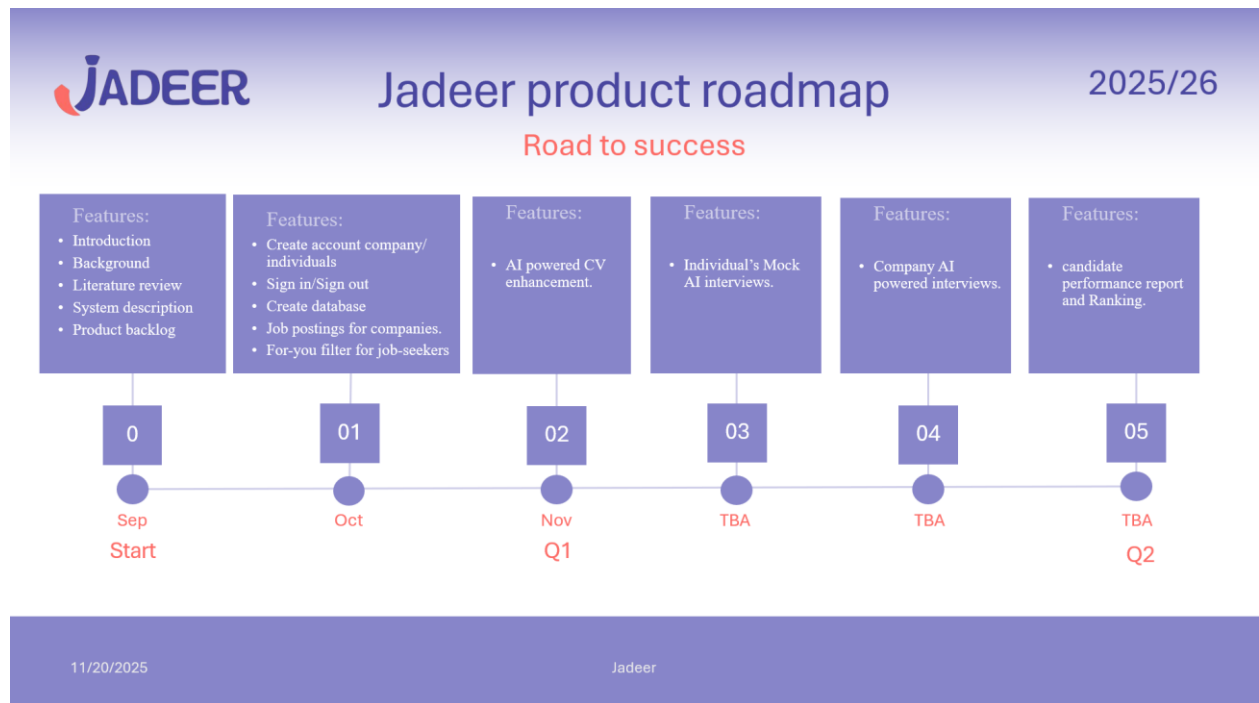 JADEER
Jadeer product roadmap
2025/26
Road to success
Features:
• Introduction
• Background
• Literature review
• System description
• Product backlog
Features:
• Create account company/
individuals
• Sign in/Sign out
• Create database
• Job postings for companies.
• For-you filter for job-seekers
Features:
• AI powered CV
enhancement.
Features:
• Individual’s Mock
AI interviews.
Features:
• Company AI
powered interviews.
Features:
• candidate
performance report
and Ranking.
0
01
02
03
04
05
Sep
Oct
Nov
TBA
TBA
TBA
Start
Q1
Q2
11/20/2025
Jadeer